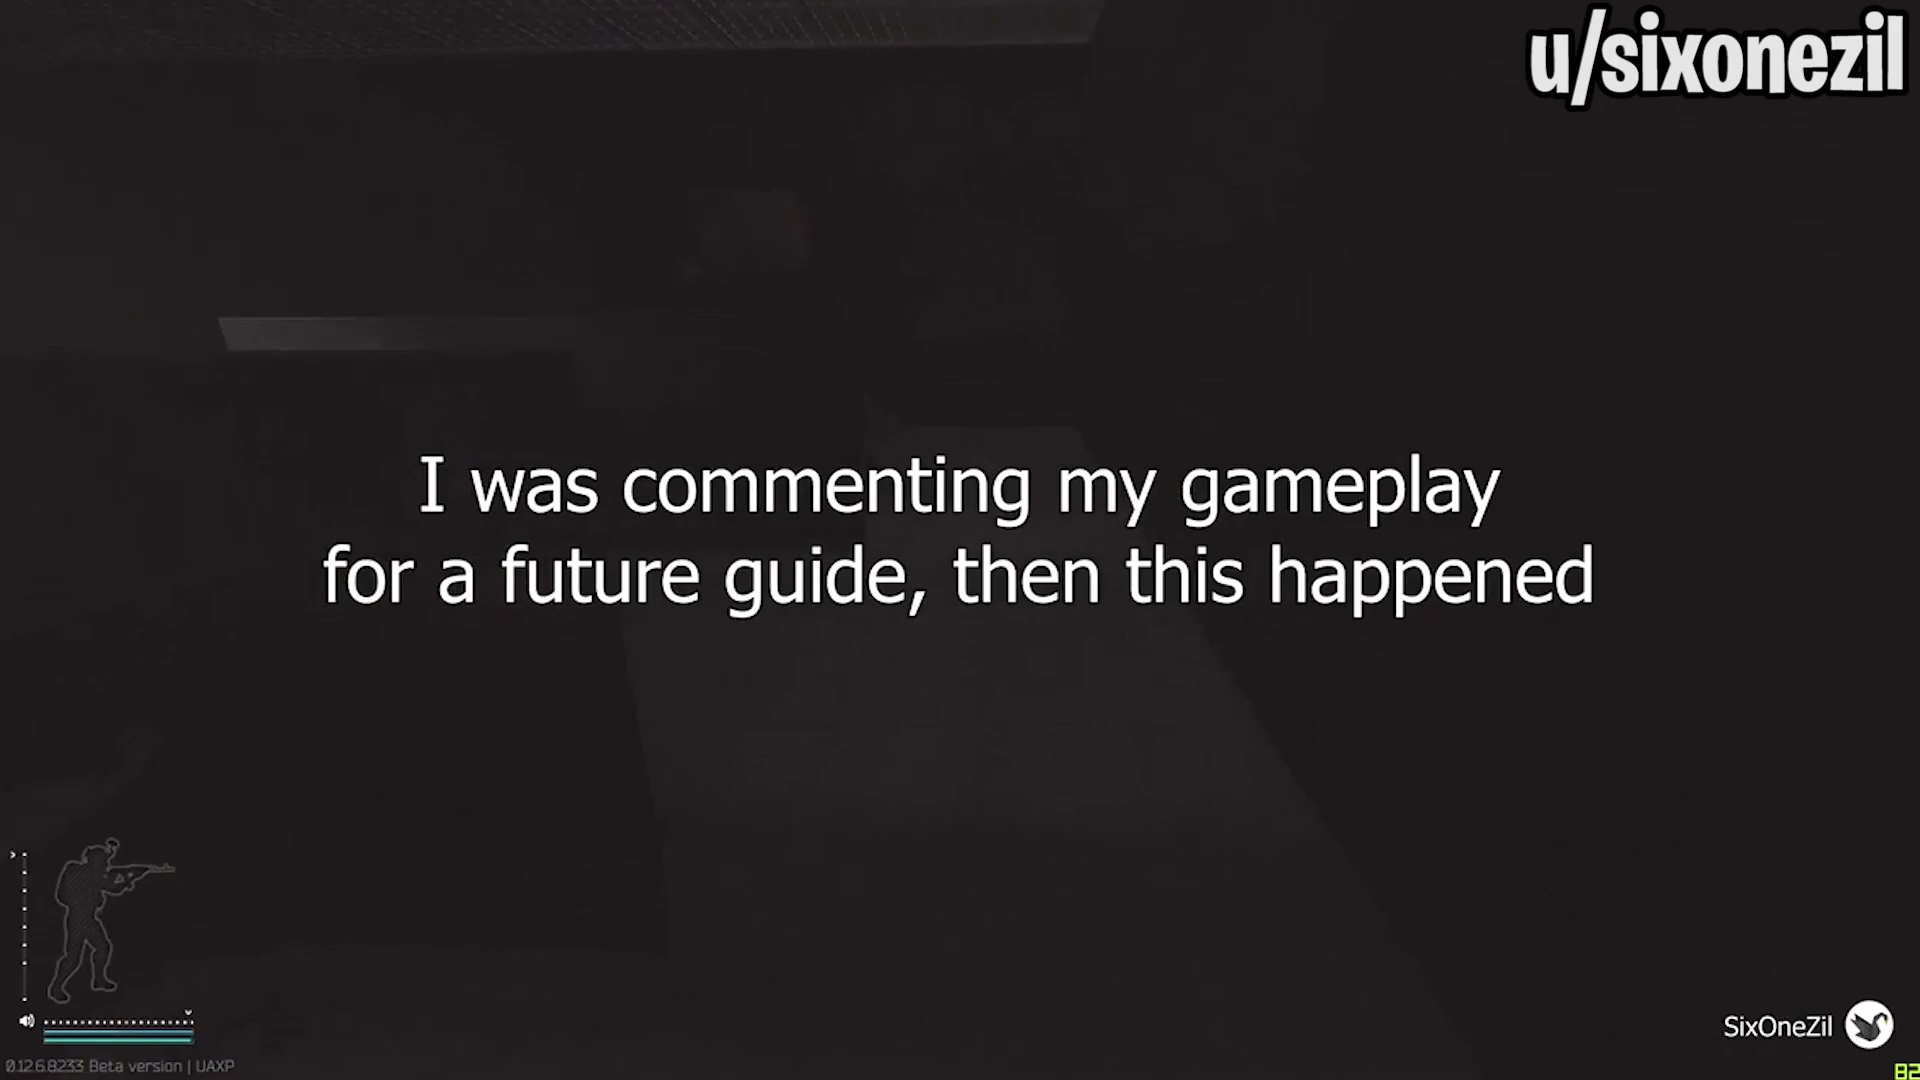 u/sixonezil
I was commenting my gameplay
for a future guide, then this happened
SixOneZil
0.12.6.8233 Beta version | UAXP
82